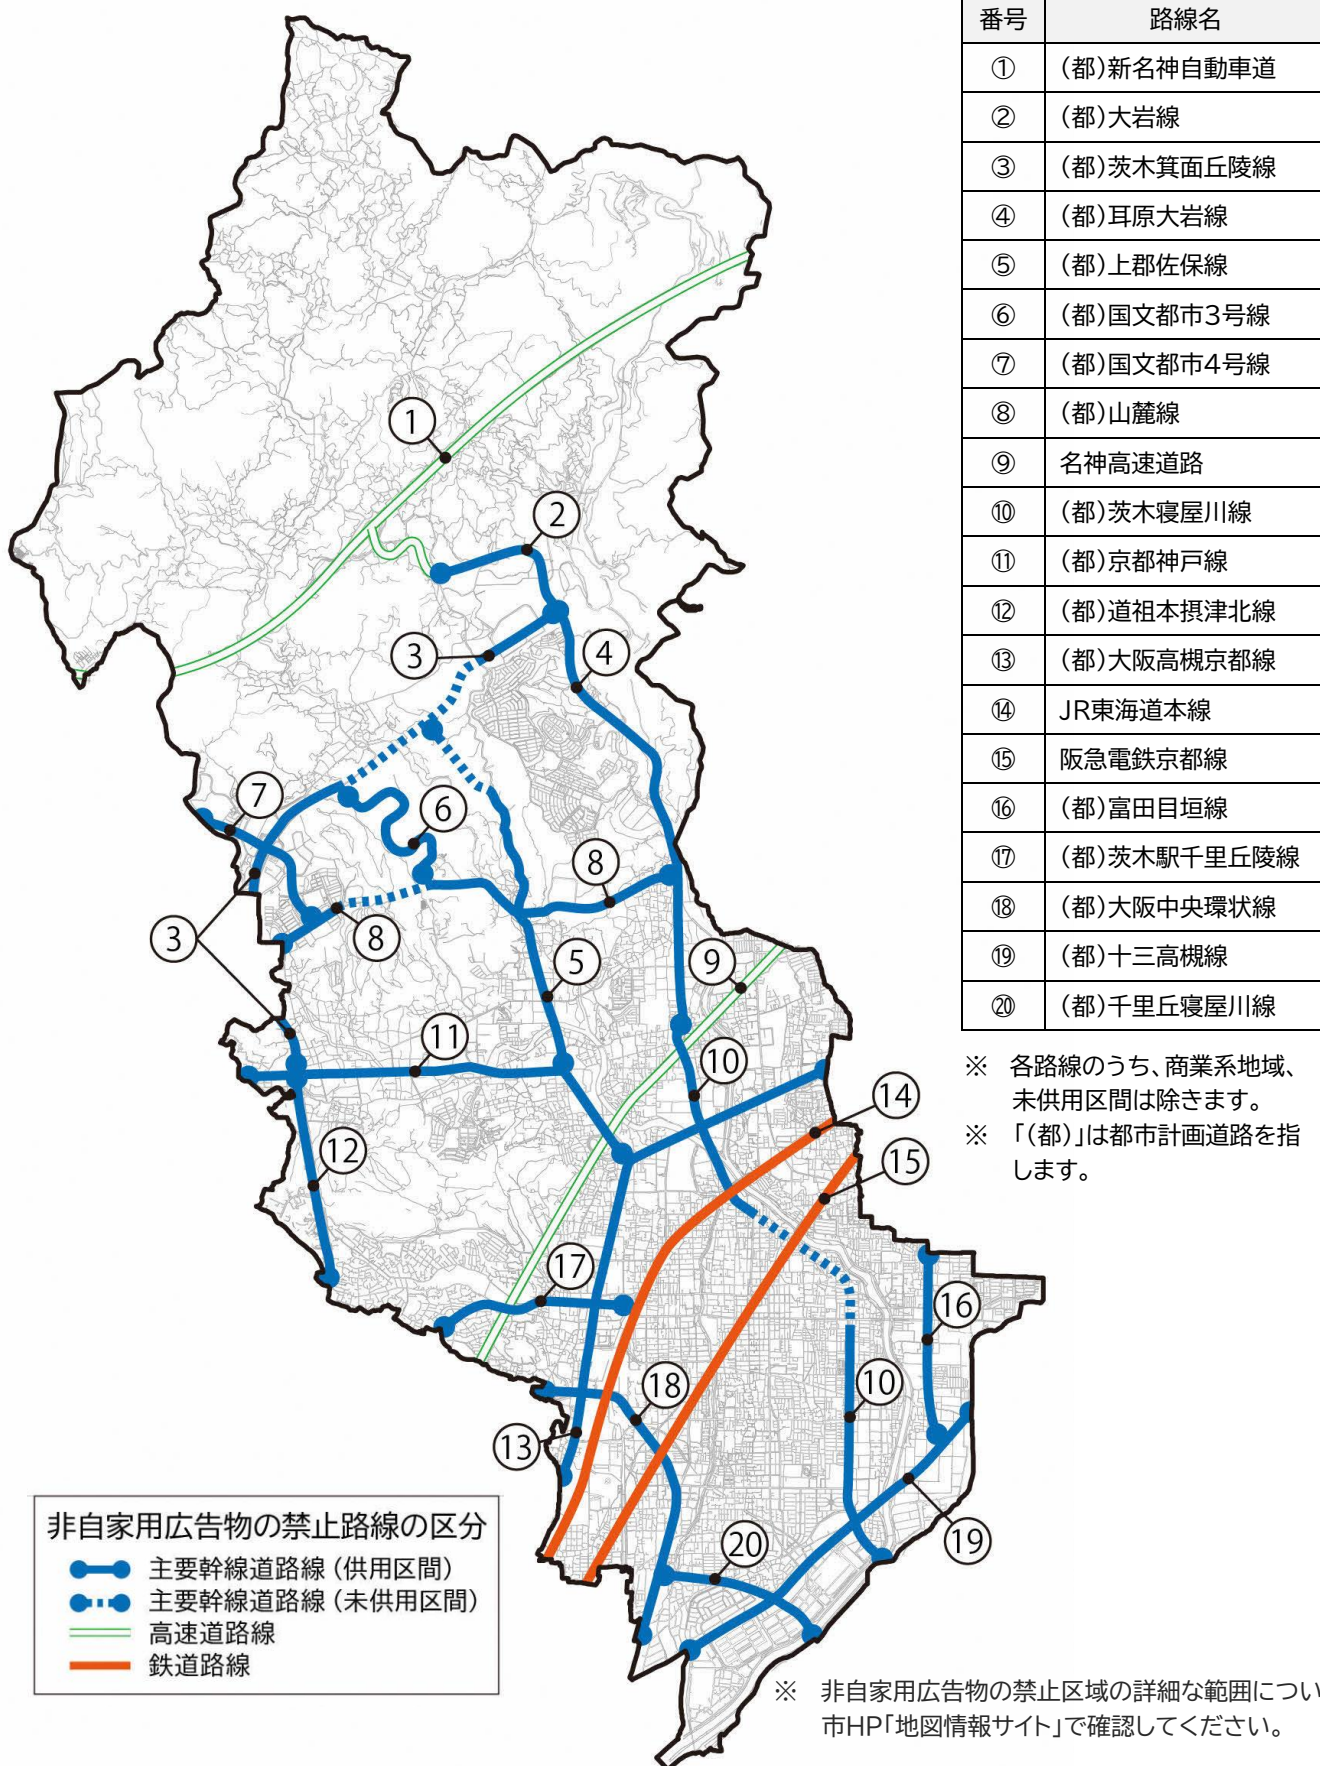 番号 路線名
① (都)新名神自動車道
② (都)大岩線
③ (都)茨木箕面丘陵線
④ (都)耳原大岩線
⑤ (都)上郡佐保線
⑥ (都)国文都市3号線
⑦ (都)国文都市4号線
⑧ (都)山麓線
⑨ 名神高速道路
⑩ (都)茨木寝屋川線
⑪ (都)京都神戸線
⑫ (都)道祖本摂津北線
⑬ (都)大阪高槻京都線
⑭ JR東海道本線
⑮ 阪急電鉄京都線
⑯ (都)富田目垣線
⑰ (都)茨木駅千里丘陵線
⑱ (都)大阪中央環状線
⑲ (都)十三高槻線
⑳ (都)千里丘寝屋川線
※ 各路線のうち、商業系地域、
未供用区間は除きます。
※ 「(都)」は都市計画道路を指
します。
1
2
3
4
7
6
8
3
8
5
9
11
10
14
12
15
17
16
18
10
13
20
19
非自家用広告物の禁止路線の区分
主要幹線道路線(供用区間)
主要幹線道路線(未供用区間)
高速道路線
鉄道路線
※ 非自家用広告物の禁止区域の詳細な範囲につい
市HP「地図情報サイト」で確認してください。